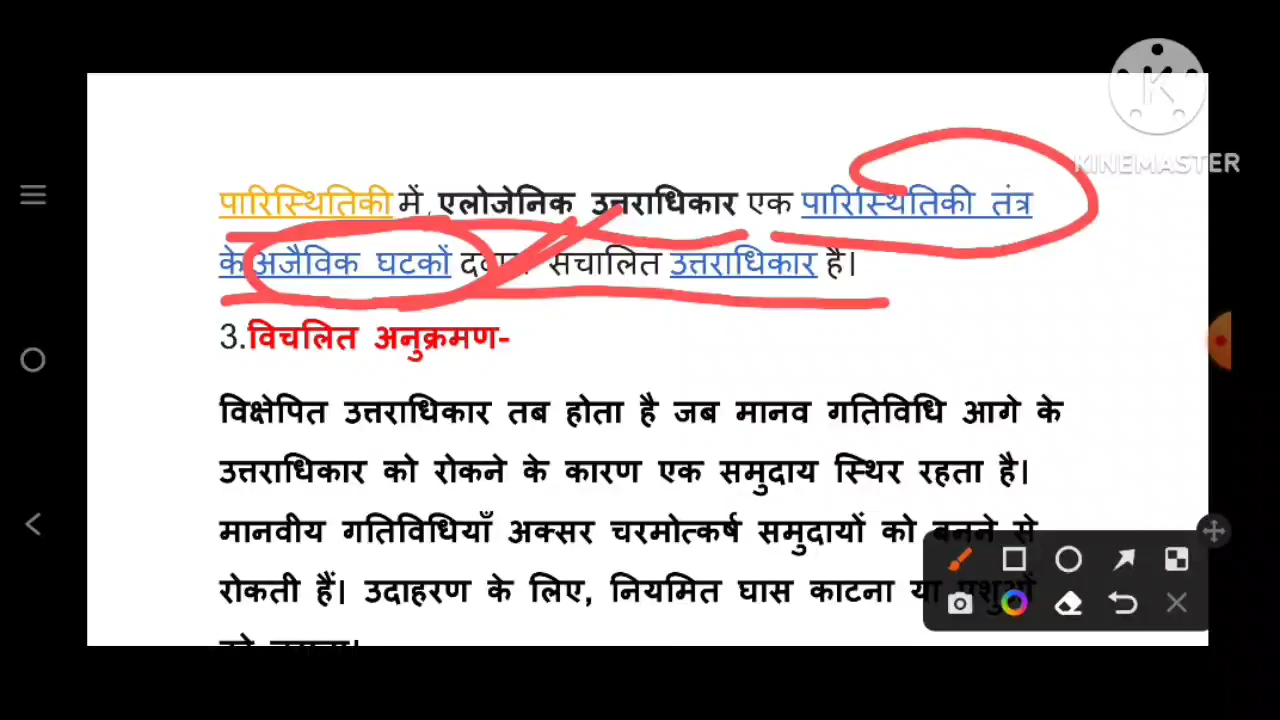 KINEMASTER
पारिस्थितिकी में, एलोजेनिक उत्तराधिकार एक पारिस्थितिकी तंत्र
के अजैविक घटकों संचालित उत्तराधिकार है।
3.विचलित अनुक्रमण-
विक्षेपित उत्तराधिकार तब होता है जब मानव गतिविधि आगे के
उत्तराधिकार को रोकने के कारण एक समुदाय स्थिर रहता है।
मानवीय गतिविधियाँ अक्सर चरमोत्कर्ष समुदायों को बनने से
रोकती हैं। उदाहरण के लिए, नियमित घास काटना या पशुओं